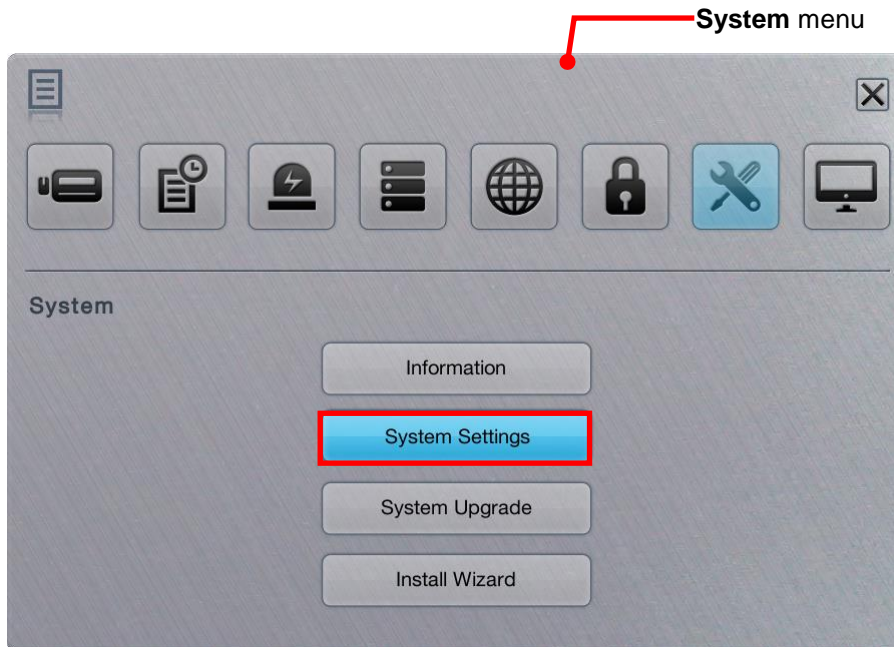 System menu
System
Information
System Settings
System Upgrade
Install Wizard